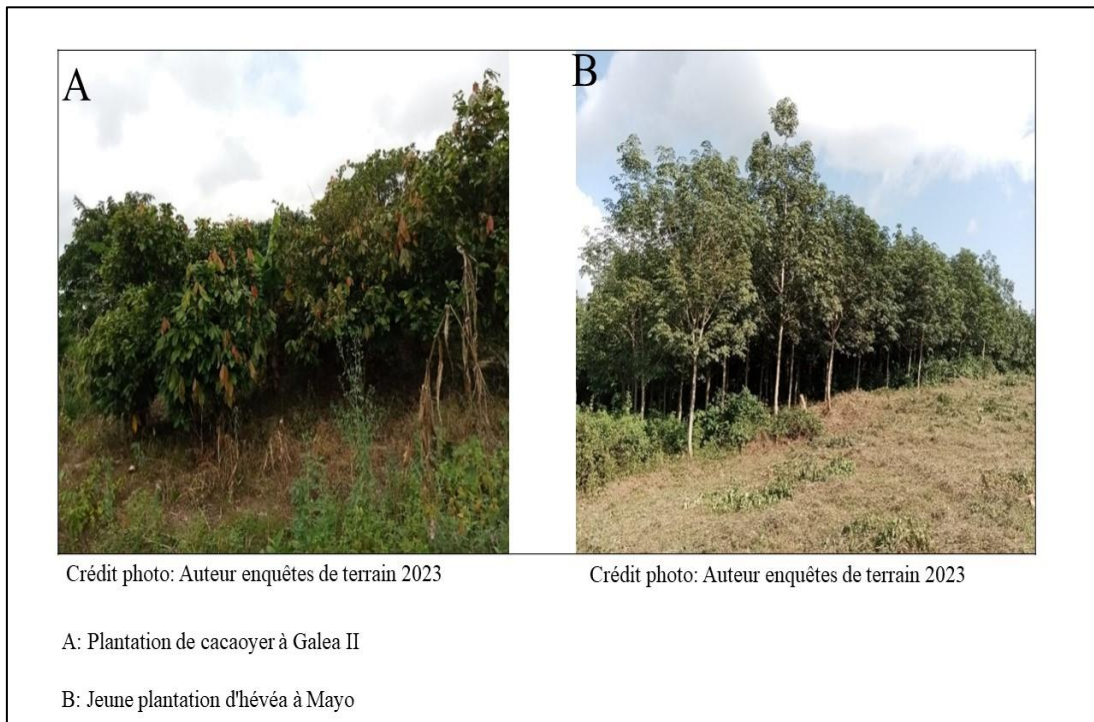 A
B
Crédit photo: Auteur enquêtes de terrain 2023
Crédit photo: Auteur enquêtes de terrain 2023
A: Plantation de cacaoyer à Galea II
B: Jeune plantation d'hévéa à Mayo